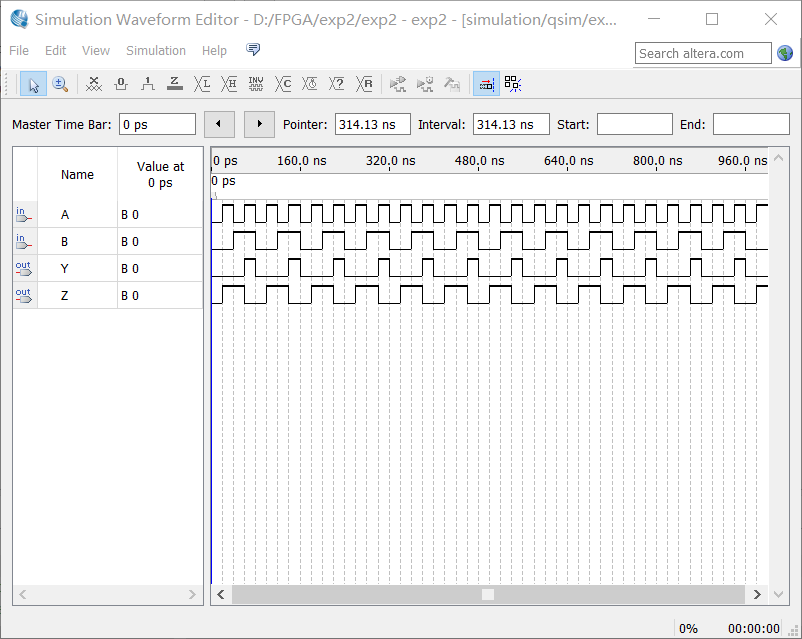 Simulation Waveform Editor - D:/FPGA/exp2/exp2 - exp2 - [simulation/qsim/ex...
File Edit View Simulation Help
Search altera.com
Master Time Bar: 0 ps Pointer: 314.13 ns Interval: 314.13 ns Start: End:
Name Value at 0 ps
0 ps 160.0 ns 320.0 ns 480.0 ns 640.0 ns 800.0 ns 960.0 ns
0 ps
in A B 0
in B B 0
out Y B 0
out Z B 0
0% 00:00:00